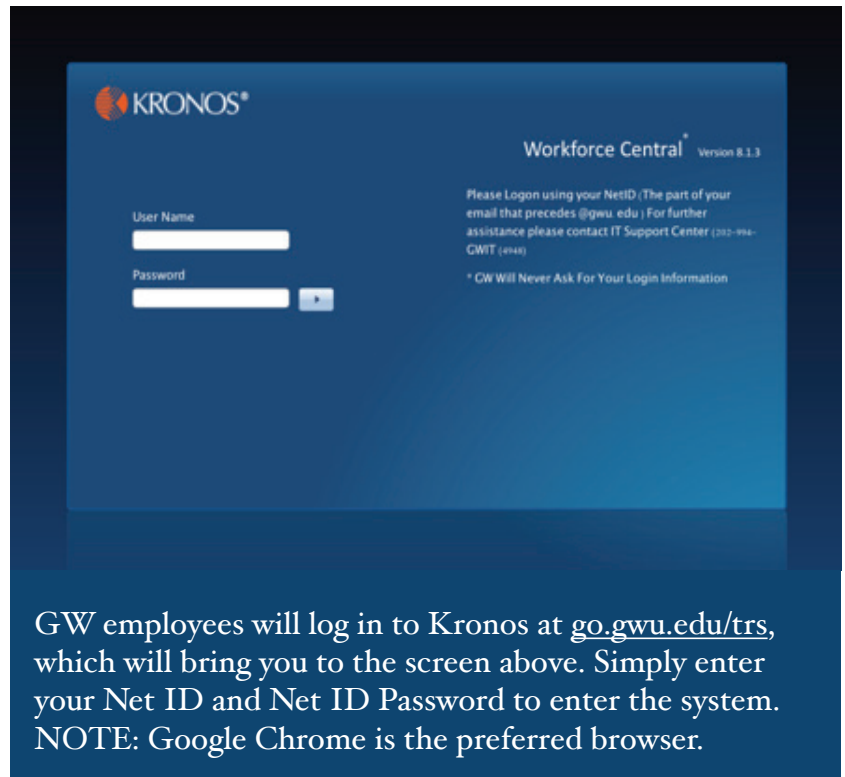 KRONOS®
Workforce Central* Version 8.1.3
User Name
Password
Please Logon using your NetID (The part of your
email that precedes @gwu. edu ) For further
assistance please contact IT Support Center (202-994-
GWIT (4948)
* GW Will Never Ask For Your Login Information
GW employees will log in to Kronos at go.gwu.edu/trs,
which will bring you to the screen above. Simply enter
your Net ID and Net ID Password to enter the system.
NOTE: Google Chrome is the preferred browser.